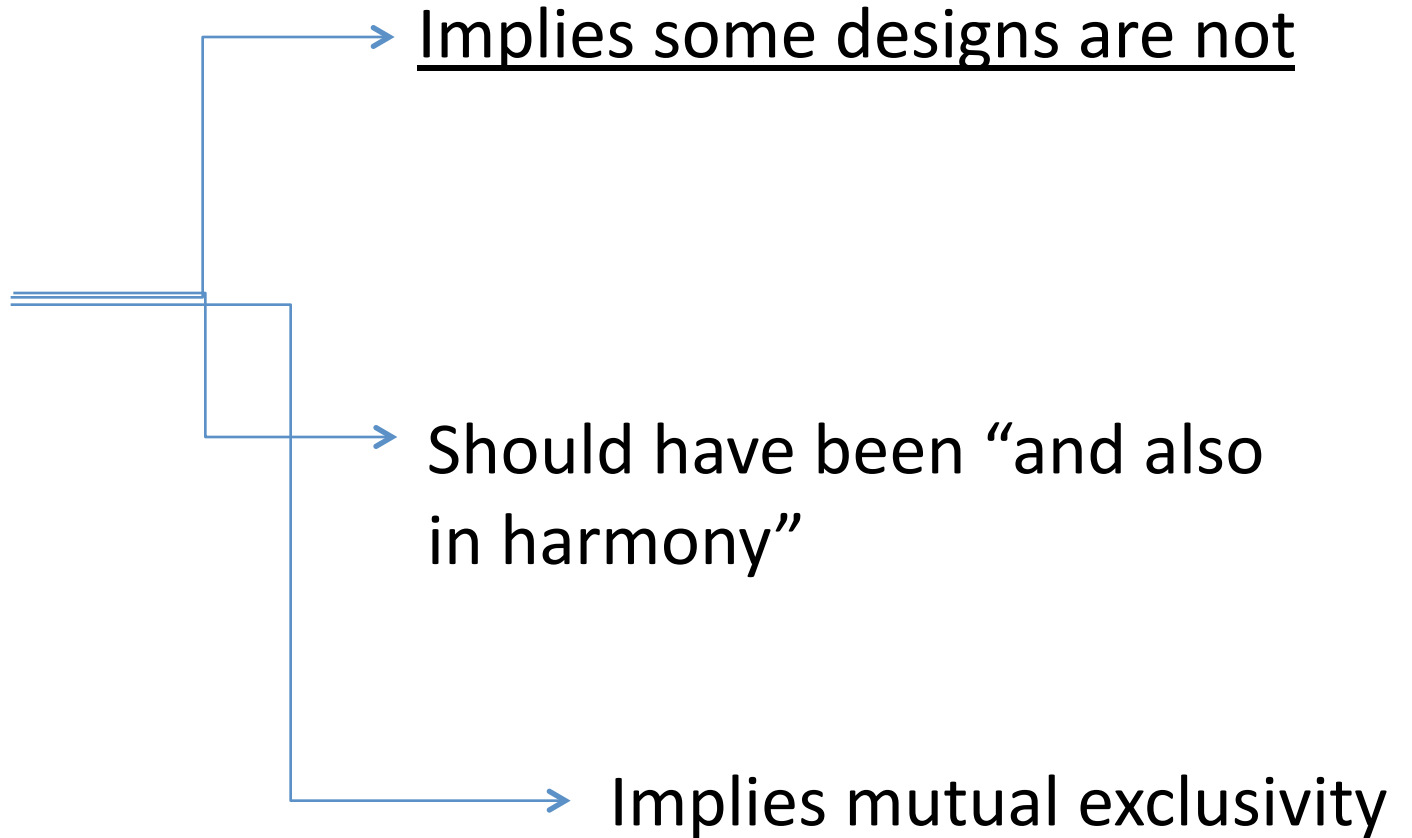 Implies some designs are not
Should have been “and also
in harmony”
Implies mutual exclusivity